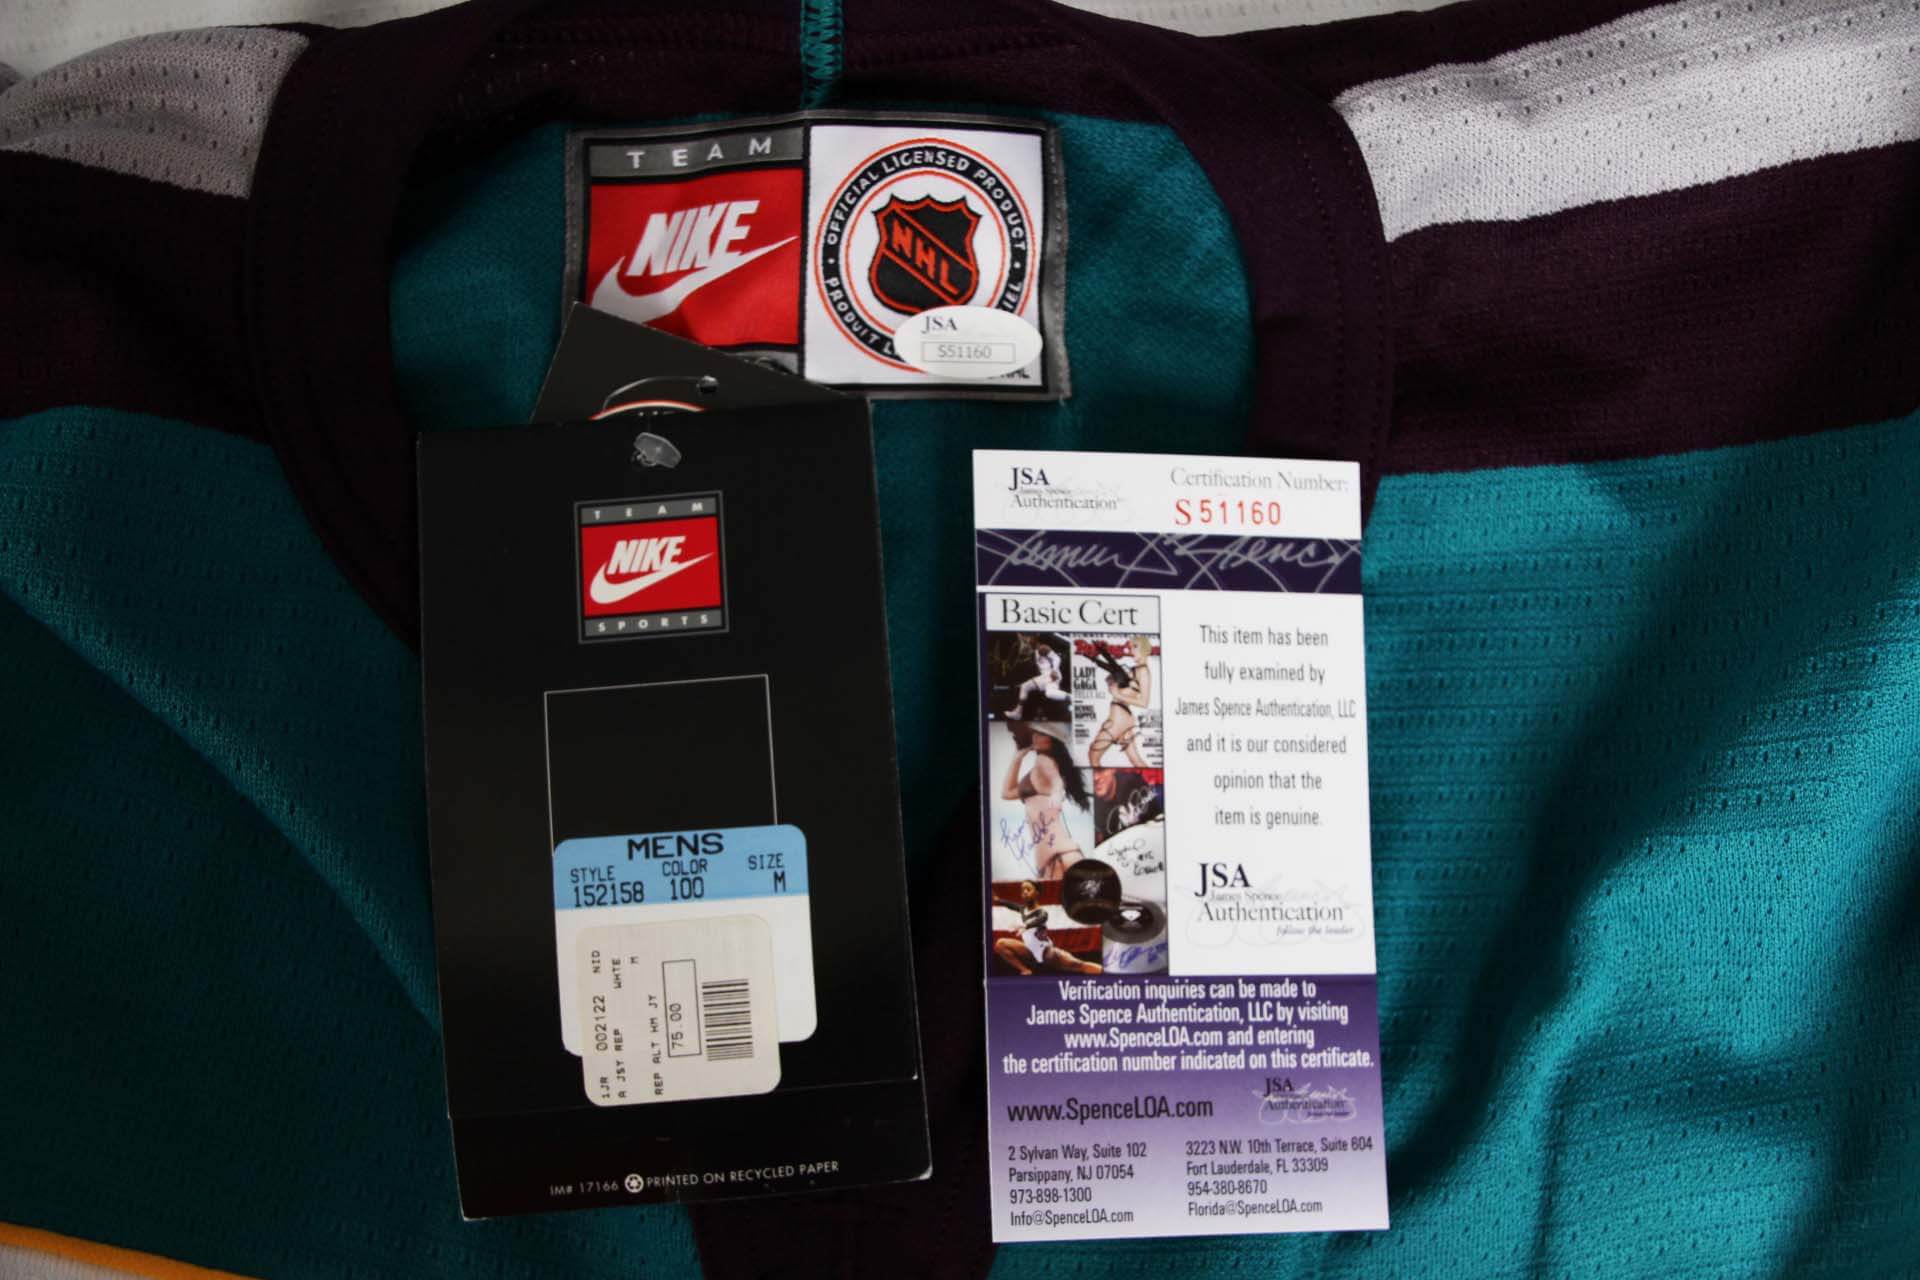 TEAM
NIKE
OFFICIAL LICENSED PRODUCT
NHL
PRODUIT
JSA
S51160
TEAM
NIKE
SPORTS
MENS
STYLE COLOR SIZE
152158 100 M
1JR 002122 NID
A JSY REP WHTE
M
REP ALT HM JY
75.00
IM# 17166 PRINTED ON RECYCLED PAPER
JSA
James Spence
Authentication
Certification Number:
S51160
Basic Cert
LADY
GAGA
This item has been
fully examined by
James Spence Authentication, LLC
and it is our considered
opinion that the
item is genuine.
JSA
James Spence
Authentication
follow the leader
Verification inquiries can be made to
James Spence Authentication, LLC by visiting
www.SpenceLOA.com and entering
the certification number indicated on this certificate.
www.SpenceLOA.com
JSA
Authentication
2 Sylvan Way, Suite 102
Parsippany, NJ 07054
973-898-1300
Info@SpenceLOA.com
3223 N.W. 10th Terrace, Suite 604
Fort Lauderdale, FL 33309
954-380-8670
Florida@SpenceLOA.com